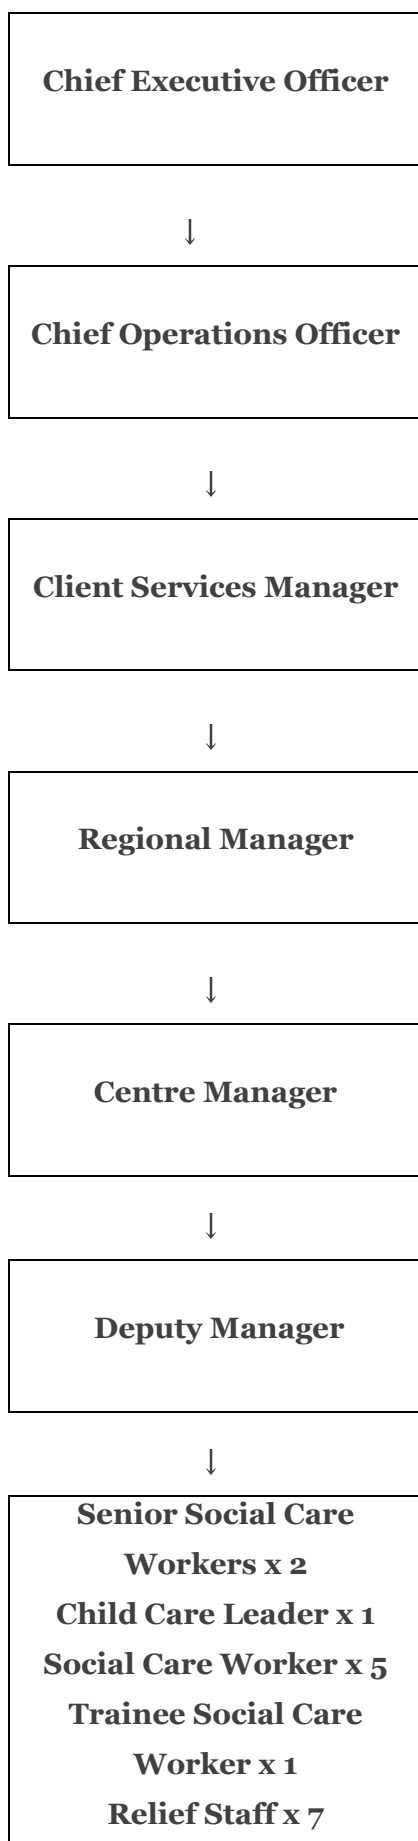 Chief Executive Officer
↓
Chief Operations Officer
↓
Client Services Manager
↓
Regional Manager
↓
Centre Manager
↓
Deputy Manager
↓
Senior Social Care
Workers x 2
Child Care Leader x 1
Social Care Worker x 5
Trainee Social Care
Worker x 1
Relief Staff x 7